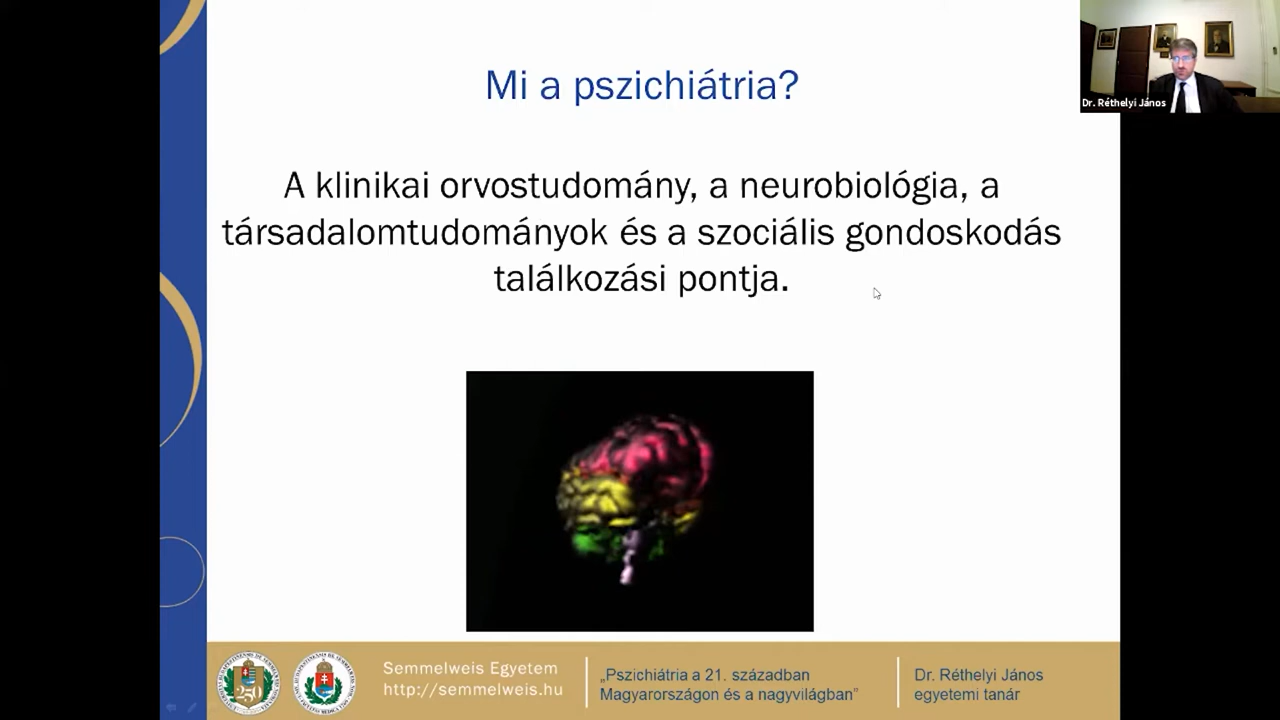 Mi a pszichiátria?
Dr. Réthelyi János
A klinikai orvostudomány, a neurobiológia, a
társadalomtudományok és a szociális gondoskodás
találkozási pontja.
250
Semmelweis Egyetem
http://semmelweis.hu
„Pszichiátria a 21. században
Magyarországon és a nagyvilágban”
Dr. Réthelyi János
egyetemi tanár